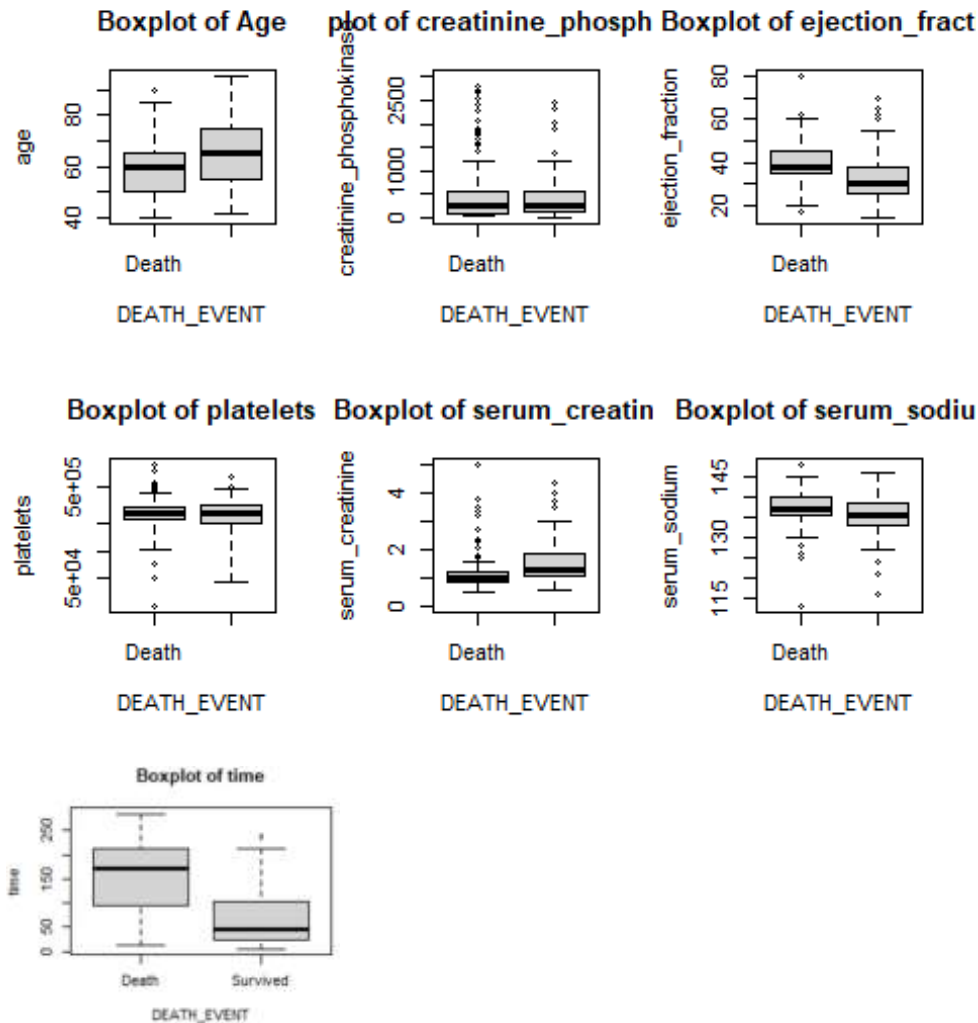 Boxplot of Age
plot of creatinine_phosph
Boxplot of ejection_fract
age
40
60
80
Death
DEATH_EVENT
creatinine_phosphokinase
0
1000
2500
Death
DEATH_EVENT
ejection_fraction
20
40
60
80
Death
DEATH_EVENT
Boxplot of platelets
Boxplot of serum_creatin
Boxplot of serum_sodiu
platelets
5e+04
5e+05
Death
DEATH_EVENT
serum_creatinine
0
2
4
Death
DEATH_EVENT
serum_sodium
115
130
145
Death
DEATH_EVENT
Boxplot of time
time
0
50
150
250
Death
Survived
DEATH_EVENT